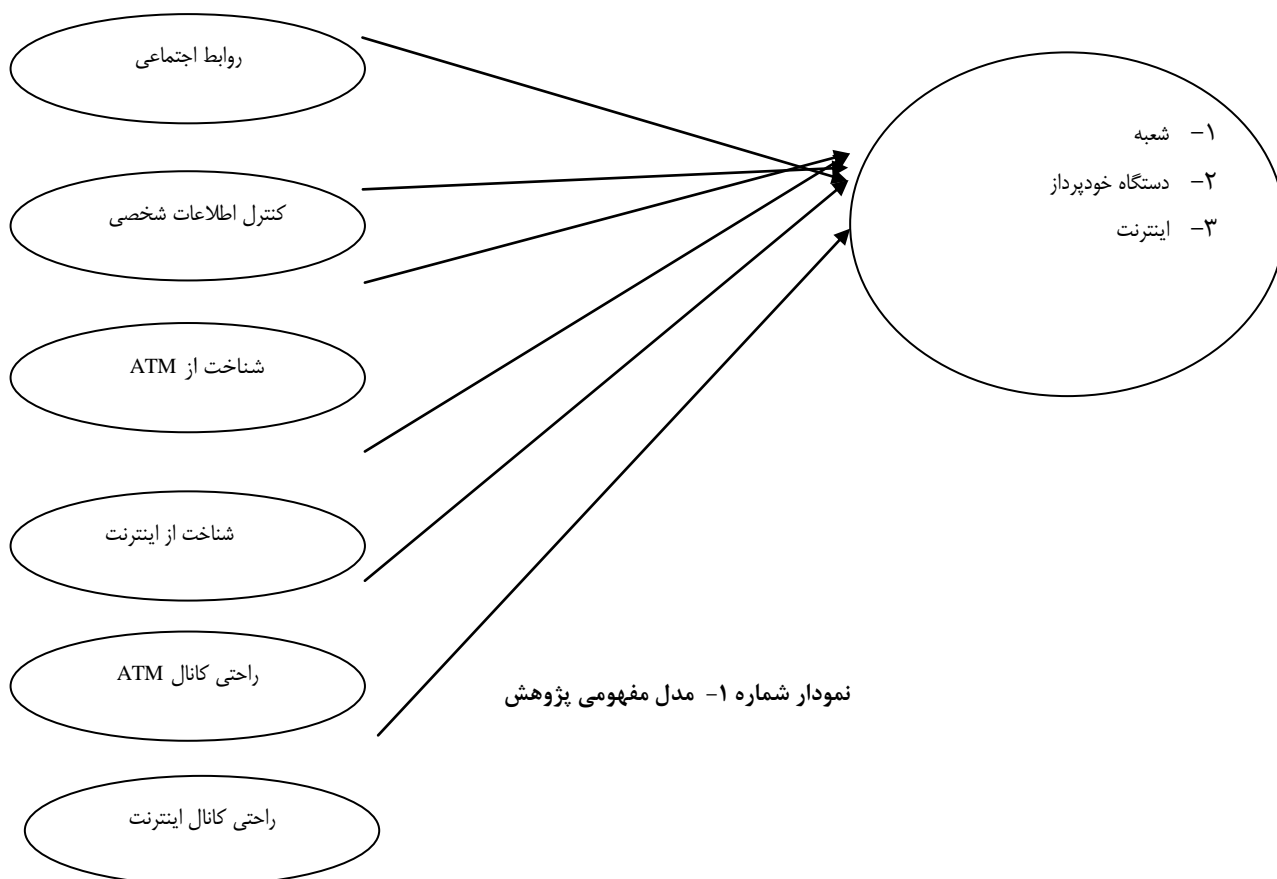 روابط اجتماعی
کنترل اطلاعات شخصی
شناخت از ATM
شناخت از اینترنت
راحتی کانال ATM
راحتی کانال اینترنت
۱- شعبه
۲- دستگاه خودپرداز
۳- اینترنت
نمودار شماره ۱- مدل مفهومی پژوهش